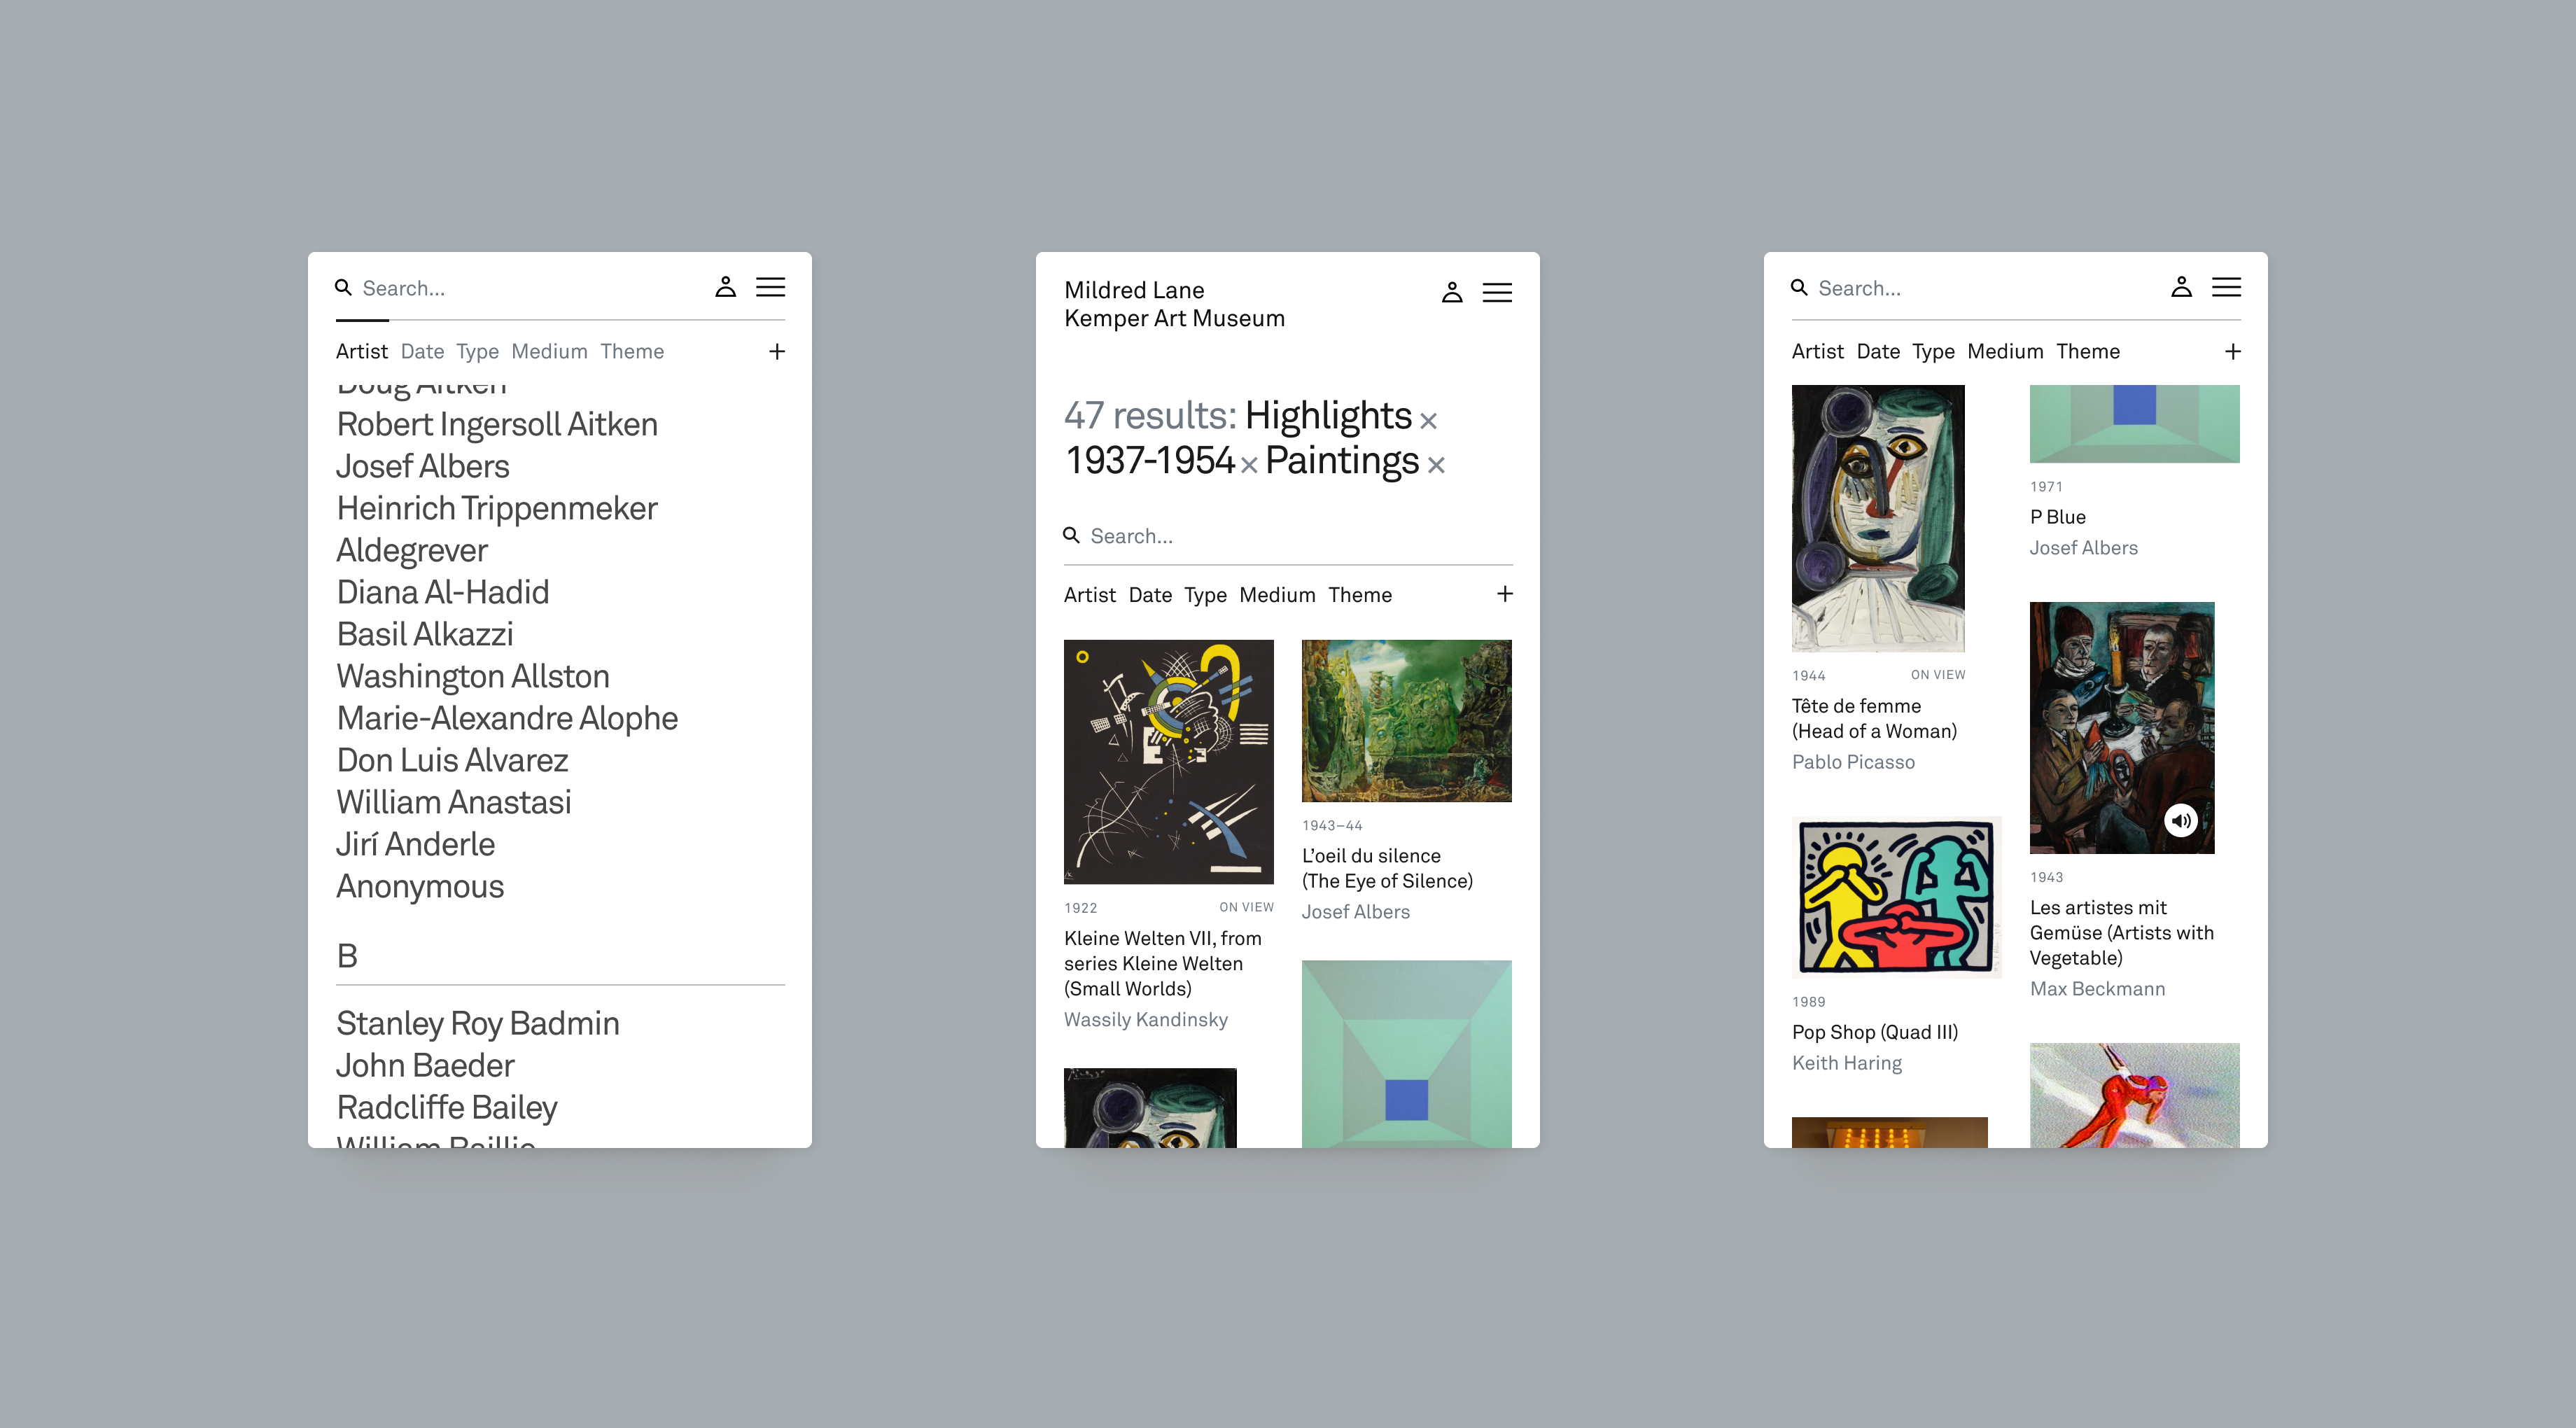 Search...
Artist Date Type Medium Theme +
Doug Aitken
Robert Ingersoll Aitken
Josef Albers
Heinrich Trippenmeker
Aldegrever
Diana Al-Hadid
Basil Alkazzi
Washington Allston
Marie-Alexandre Alophe
Don Luis Alvarez
William Anastasi
Jirí Anderle
Anonymous
B
Stanley Roy Badmin
John Baeder
Radcliffe Bailey
William Baillie
Mildred Lane
Kemper Art Museum
47 results: Highlights ×
1937-1954 × Paintings ×
Search...
Artist Date Type Medium Theme +
1922 ON VIEW
Kleine Welten VII, from
series Kleine Welten
(Small Worlds)
Wassily Kandinsky
1943–44
L’oeil du silence
(The Eye of Silence)
Josef Albers
Search...
Artist Date Type Medium Theme +
1944 ON VIEW
Tête de femme
(Head of a Woman)
Pablo Picasso
1989
Pop Shop (Quad III)
Keith Haring
1971
P Blue
Josef Albers
1943
Les artistes mit
Gemüse (Artists with
Vegetable)
Max Beckmann